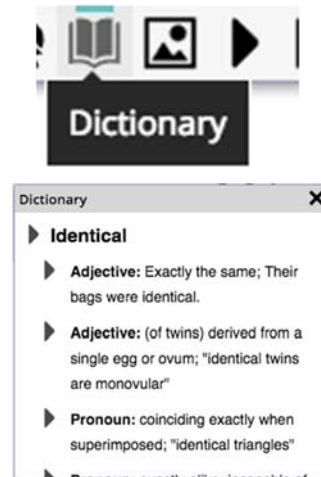 Dictionary
Dictionary
Identical
Adjective: Exactly the same; Their
bags were identical.
Adjective: (of twins) derived from a
single egg or ovum; "identical twins
are monovular"
Pronoun: coinciding exactly when
superimposed; "identical triangles"